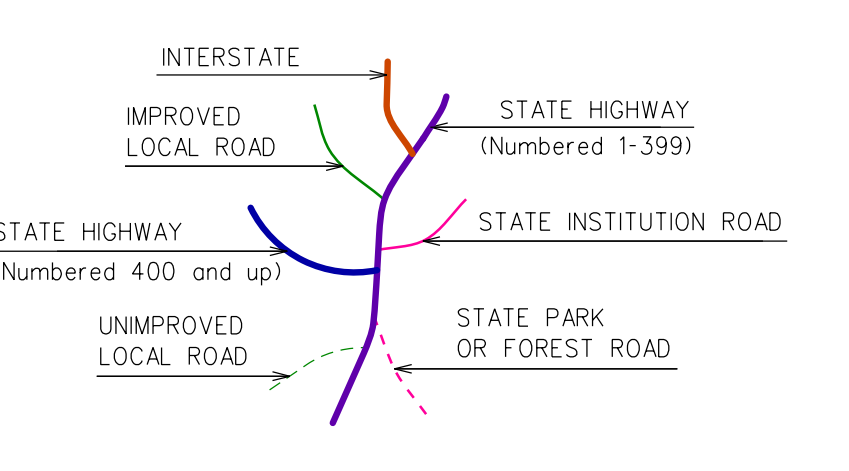 INTERSTATE
IMPROVED
LOCAL ROAD
STATE HIGHWAY
(Numbered 1-399)
STATE HIGHWAY
(Numbered 400 and up)
STATE INSTITUTION ROAD
UNIMPROVED
LOCAL ROAD
STATE PARK
OR FOREST ROAD